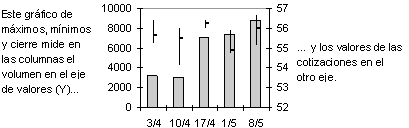 Este gráfico de
máximos, mínimos
y cierre mide en
las columnas el
volumen en el eje
de valores (Y)...
10000
8000
6000
4000
2000
0
57
56
55
54
53
52
3/4 10/4 17/4 1/5 8/5
... y los valores de las
cotizaciones en el
otro eje.